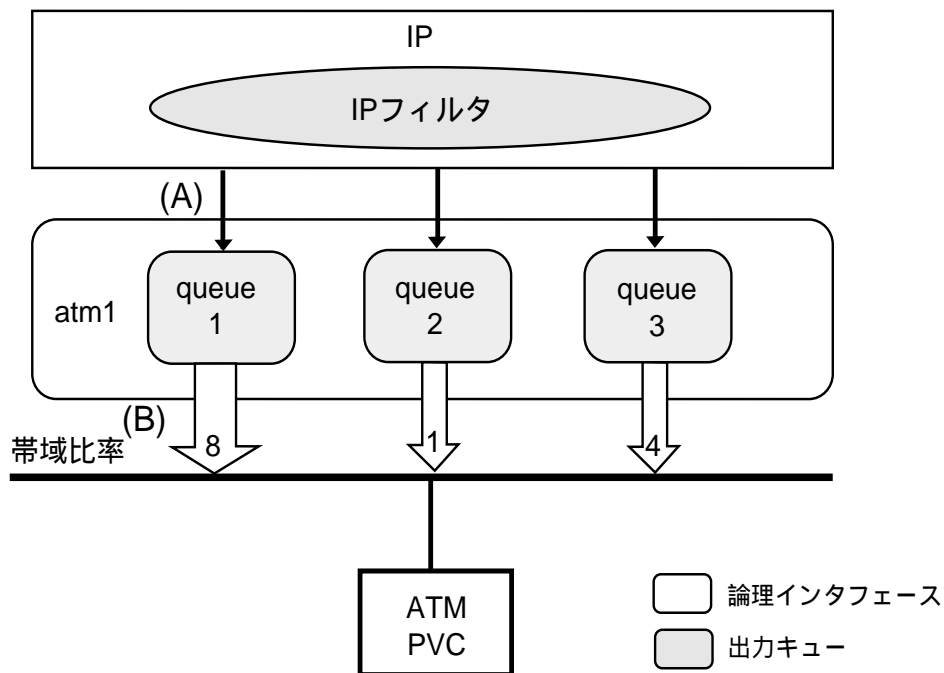 IP
IPフィルタ
(A)
atm1
queue
1
queue
2
queue
3
(B)
帯域比率
8
1
4
ATM
PVC
論理インタフェース
出力キュー